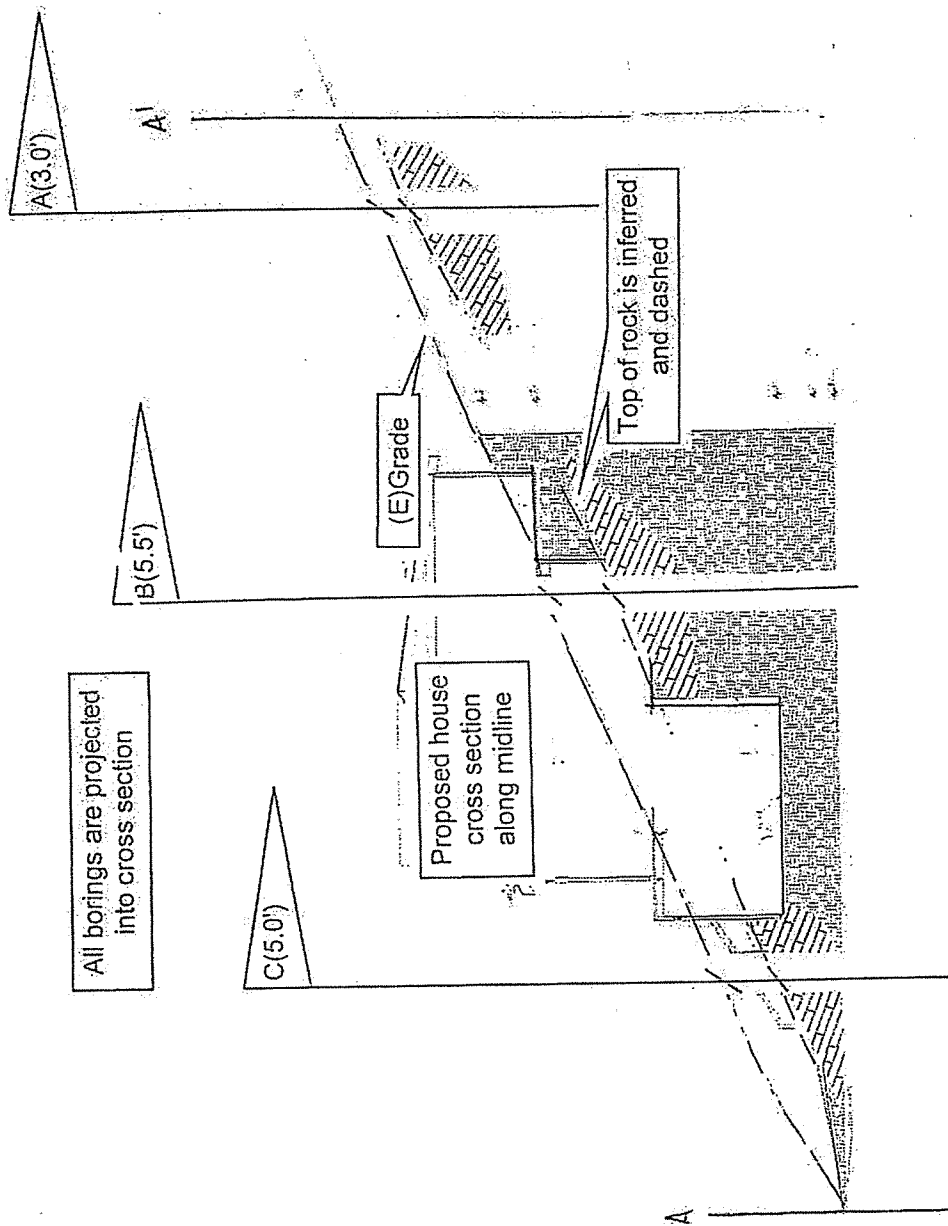 All borings are projected
into cross section
C(5.0')
B(5.5')
A(3.0')
A'
(E)Grade
Proposed house
cross section
along midline
Top of rock is inferred
and dashed
A